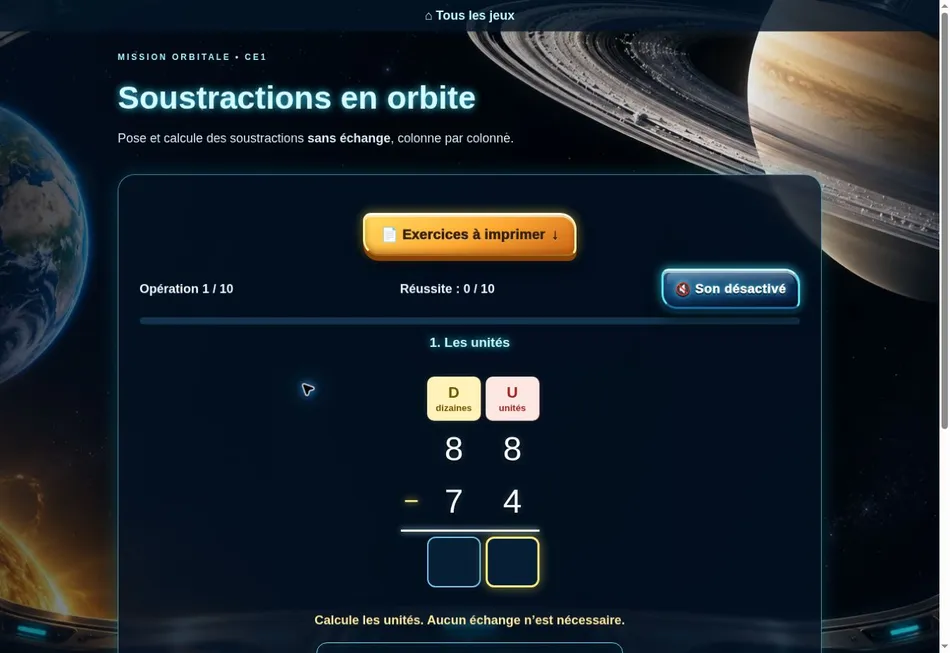 ⌂ Tous les jeux
MISSION ORBITALE • CE1
Soustractions en orbite
Pose et calcule des soustractions sans échange, colonne par colonne.
Exercices à imprimer ↓
Opération 1 / 10
Réussite : 0 / 10
Son désactivé
1. Les unités
D U
dizaines unités
8 8
− 7 4
Calcule les unités. Aucun échange n’est nécessaire.